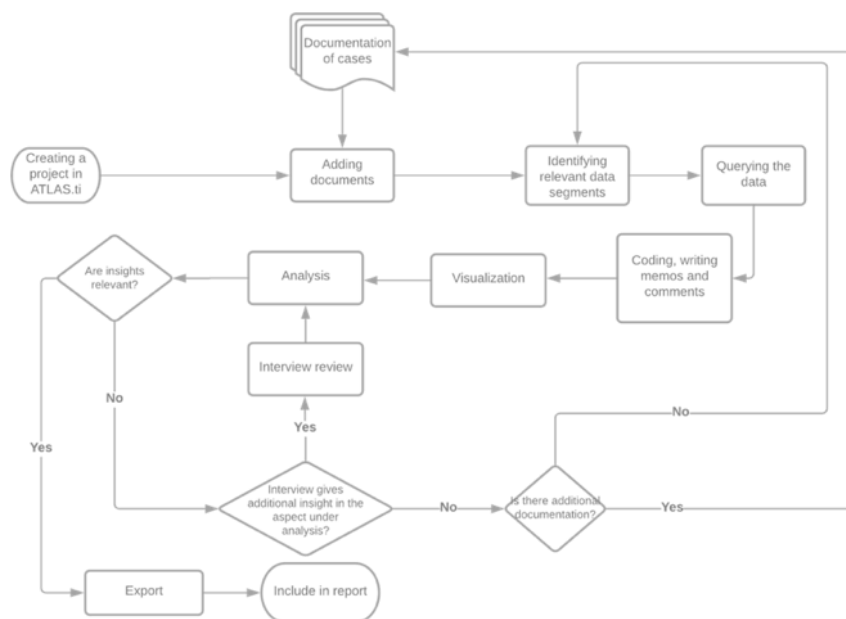 Documentation
of cases
Creating a
project in
ATLAS.ti
Adding
documents
Identifying
relevant data
segments
Querying the
data
Are insights
relevant?
Analysis
Visualization
Coding, writing
memos and
comments
Interview review
No
No
Yes
Yes
Interview gives
additional insight in the
aspect under
analysis?
No
Is there additional
documentation?
Yes
Export
Include in report